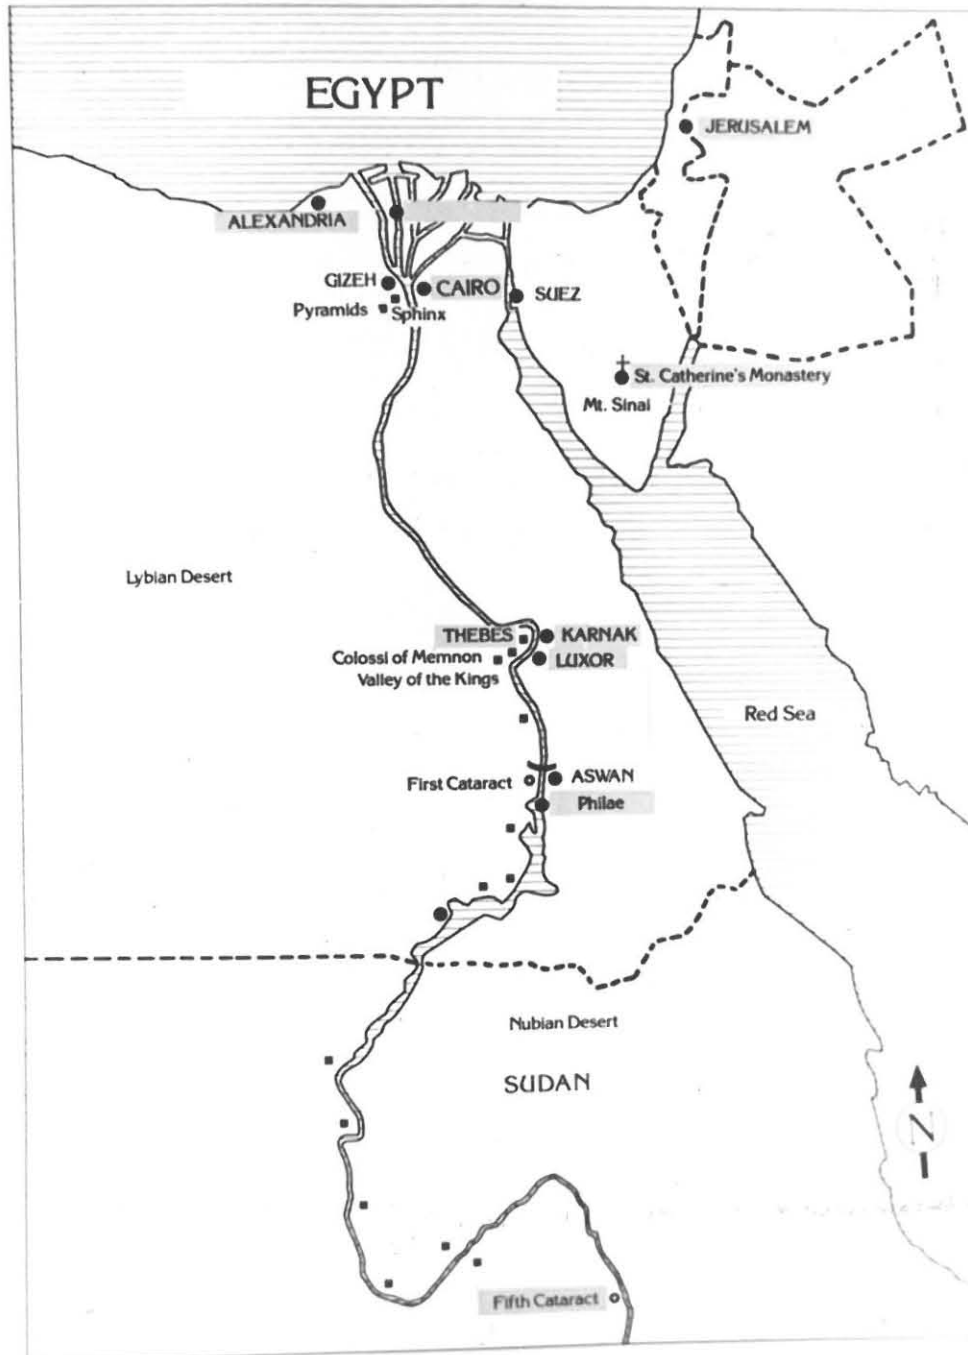 EGYPT
JERUSALEM
ALEXANDRIA
GIZEH
CAIRO
SUEZ
Pyramids
Sphinx
St. Catherine's Monastery
Mt. Sinai
Lybian Desert
THEBES
KARNAK
Colossi of Memnon
LUXOR
Valley of the Kings
Red Sea
First Cataract
ASWAN
Philae
Nubian Desert
SUDAN
N
Fifth Cataract